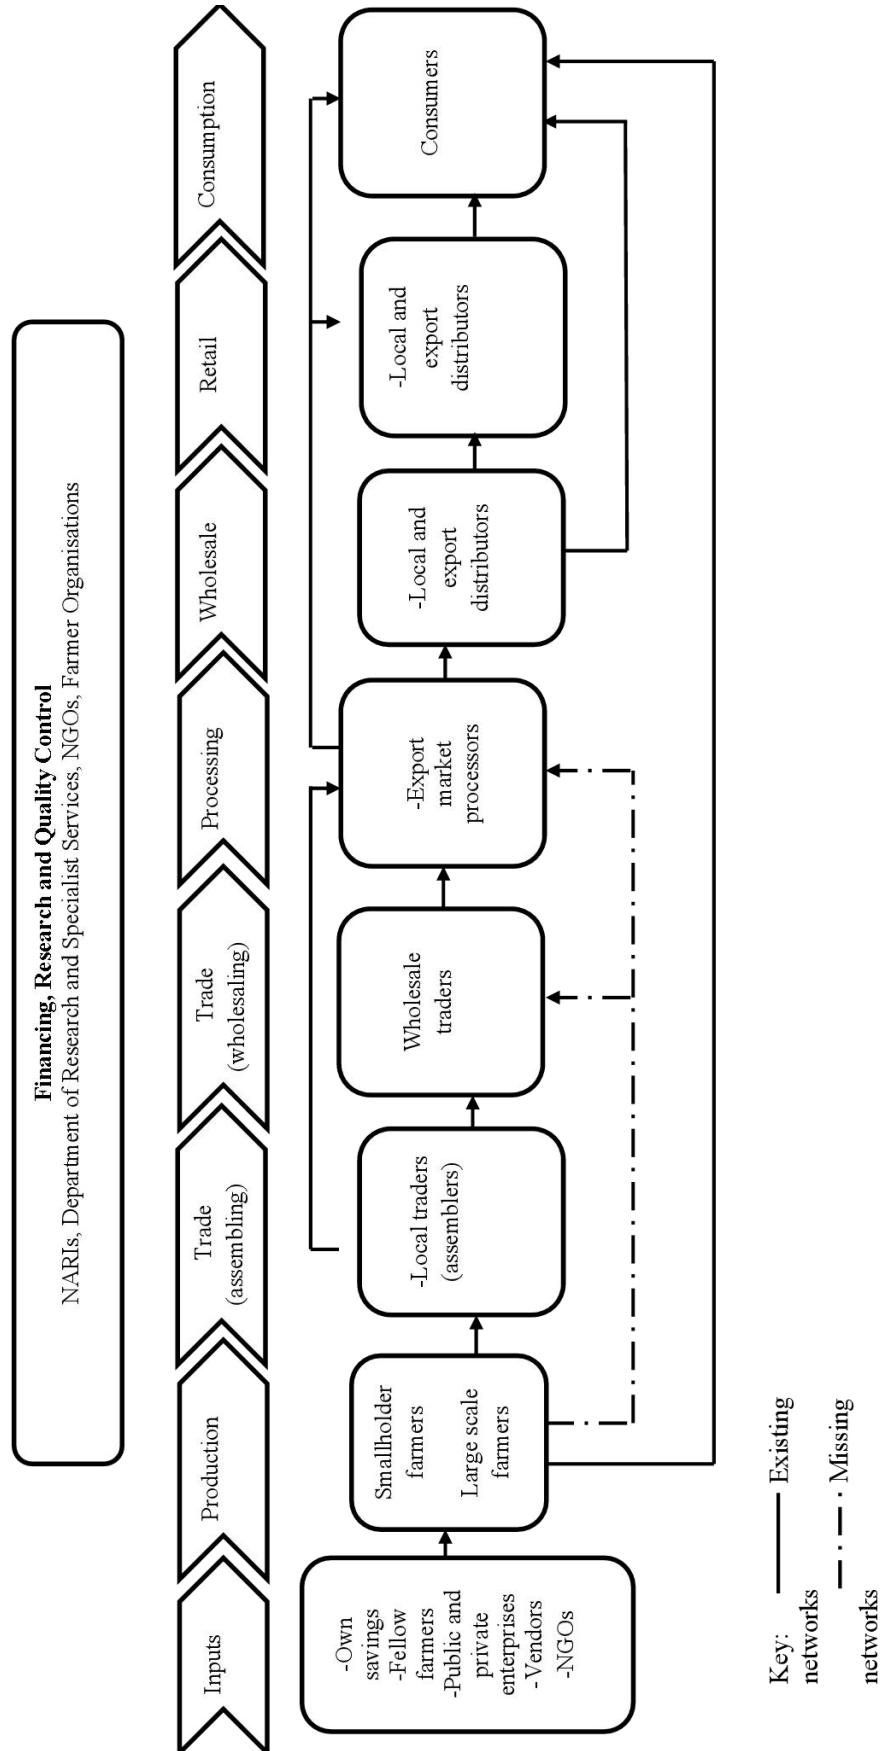 Financing, Research and Quality Control
NARIs, Department of Research and Specialist Services, NGOs, Farmer Organisations
Inputs
Production
Trade
(assembling)
Trade
(wholesaling)
Processing
Wholesale
Retail
Consumption
-Own
savings
-Fellow
farmers
-Public and
private
enterprises
-Vendors
-NGOs
Smallholder
farmers
Large scale
farmers
-Local traders
(assemblers)
Wholesale
traders
-Export
market
processors
-Local and
export
distributors
-Local and
export
distributors
Consumers
Key: Existing
networks
Missing
networks